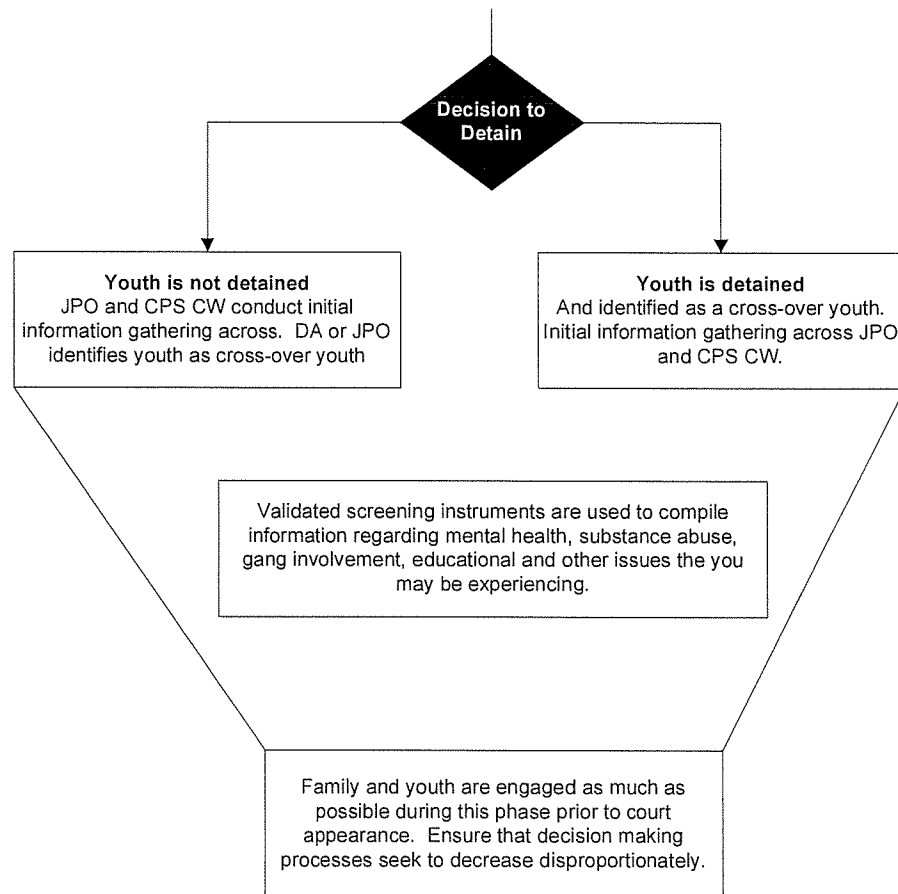 Decision to
Detain
Youth is not detained
JPO and CPS CW conduct initial
information gathering across.  DA or JPO
identifies youth as cross-over youth
Youth is detained
And identified as a cross-over youth.
Initial information gathering across JPO
and CPS CW.
Validated screening instruments are used to compile
information regarding mental health, substance abuse,
gang involvement, educational and other issues the you
may be experiencing.
Family and youth are engaged as much as
possible during this phase prior to court
appearance.  Ensure that decision making
processes seek to decrease disproportionately.